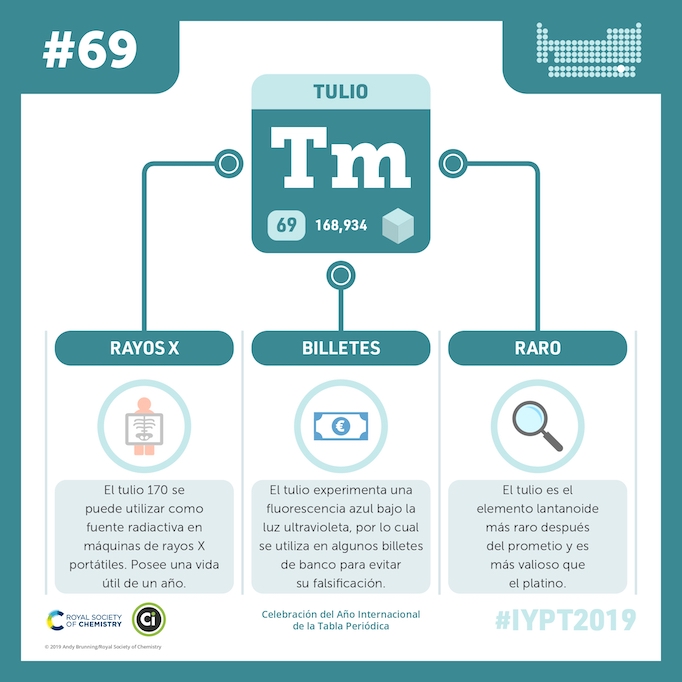 #69
TULIO
Tm
69
168,934
RAYOS X
El tulio 170 se
puede utilizar como
fuente radiactiva en
máquinas de rayos X
portátiles. Posee una vida
útil de un año.
BILLETES
€
El tulio experimenta una
fluorescencia azul bajo la
luz ultravioleta, por lo cual
se utiliza en algunos billetes
de banco para evitar
su falsificación.
RARO
El tulio es el
elemento lantanoide
más raro después
del prometio y es
más valioso que
el platino.
ROYAL SOCIETY
OF CHEMISTRY
Ci
Celebración del Año Internacional
de la Tabla Periódica
#IYPT2019
© 2019 Andy Brunning/Royal Society of Chemistry